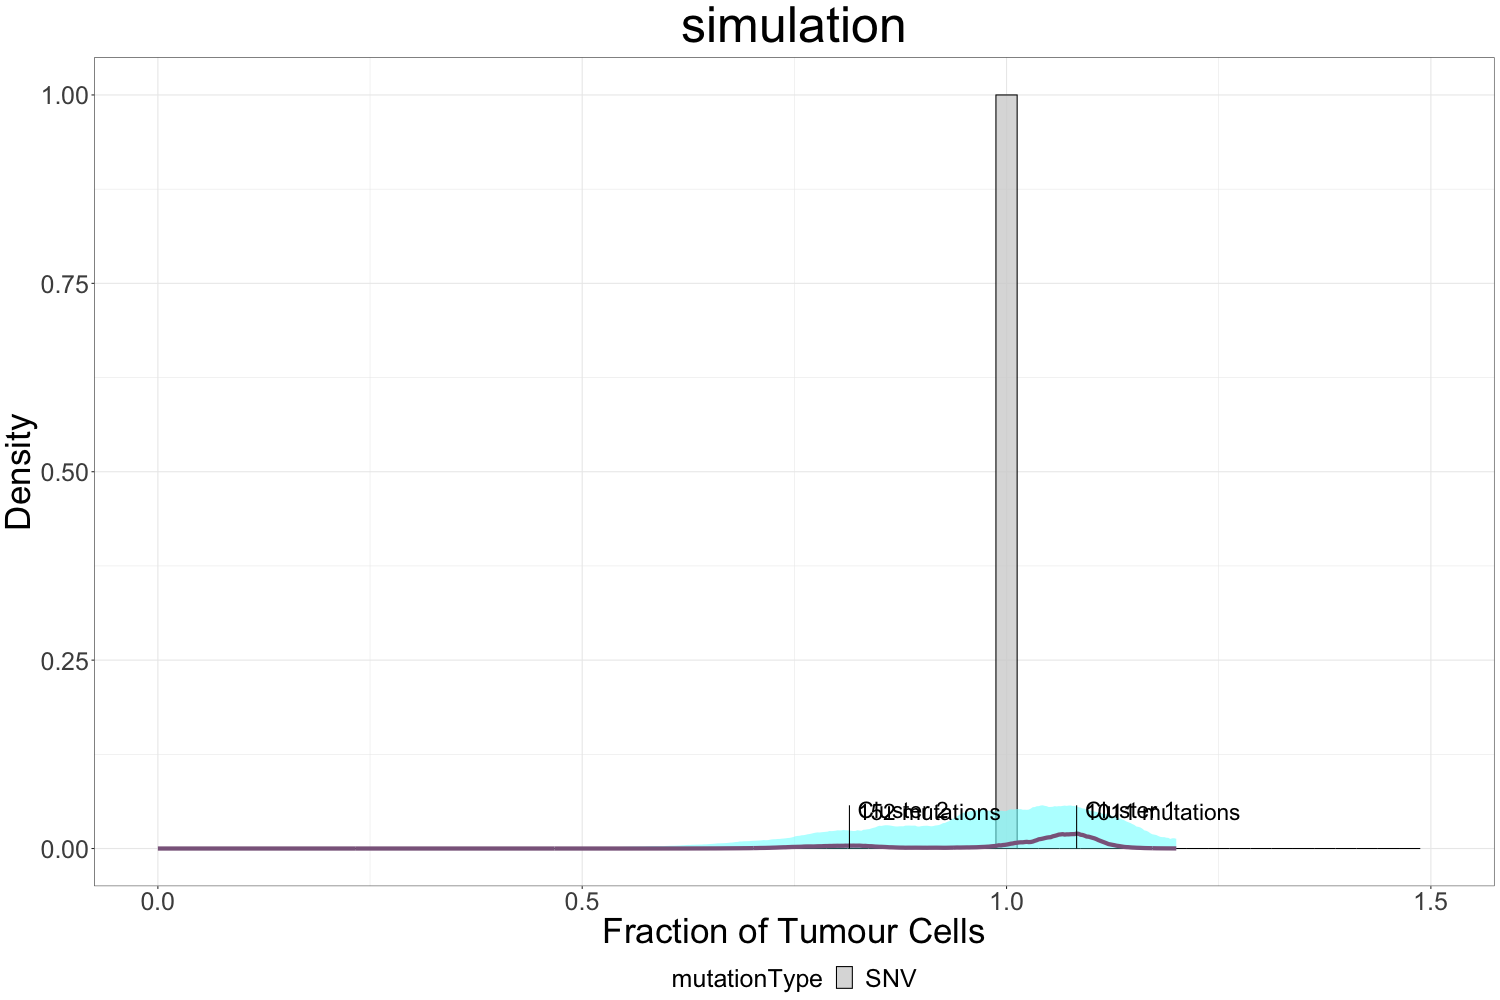 simulation
1.00
0.75
0.50
0.25
0.00
Density
Cluster 2
152 mutations
Cluster 1
1011 mutations
0.0 0.5 1.0 1.5
Fraction of Tumour Cells
mutationType SNV